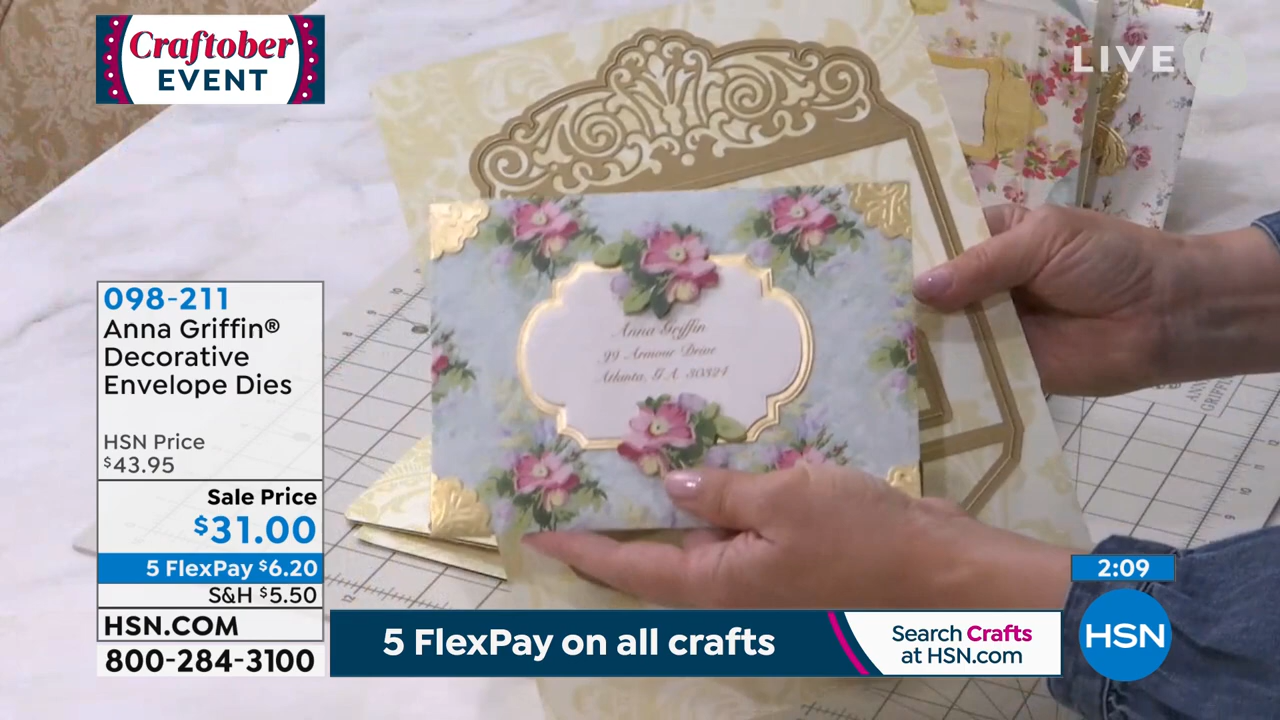 Craftober
EVENT
LIVE
098-211
Anna Griffin®
Decorative
Envelope Dies
HSN Price
$43.95
Sale Price
$31.00
5 FlexPay $6.20
S&H $5.50
HSN.COM
800-284-3100
Anna Griffin
99 Armour Drive
Atlanta, GA 30324
5 FlexPay on all crafts
Search Crafts
at HSN.com
2:09
HSN